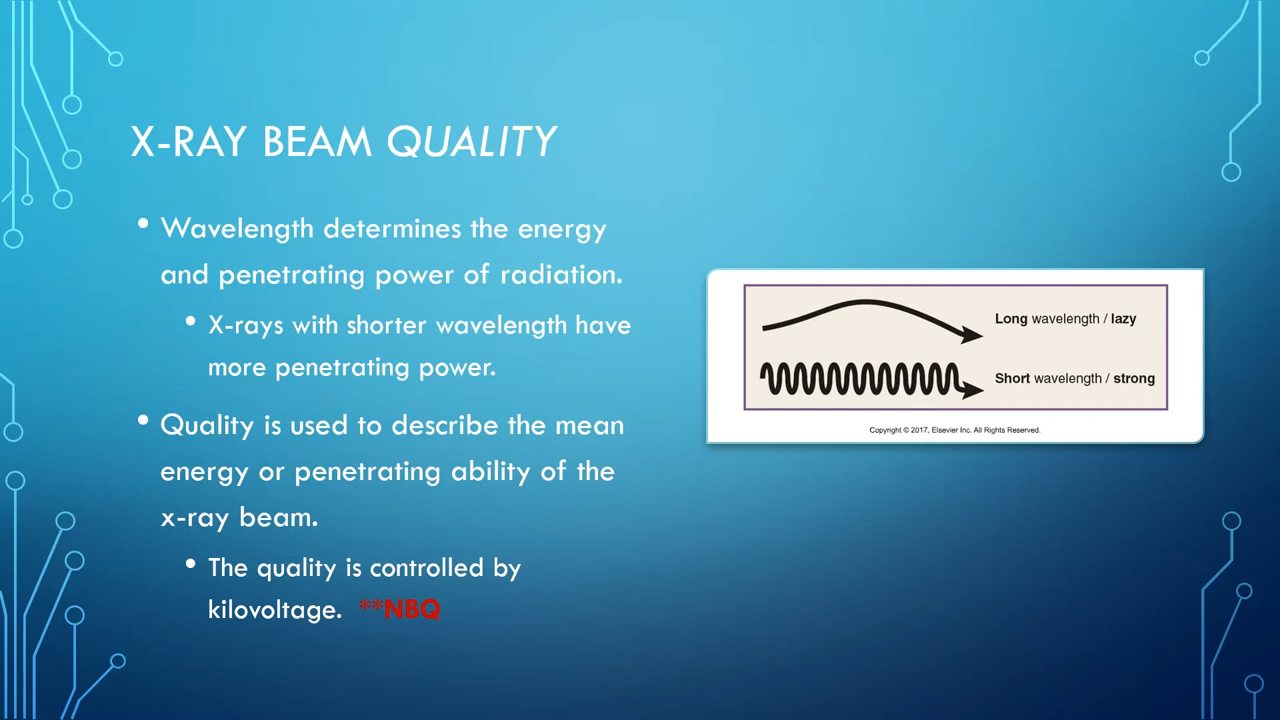 X-RAY BEAM QUALITY
• Wavelength determines the energy
and penetrating power of radiation.
• X-rays with shorter wavelength have
more penetrating power.
• Quality is used to describe the mean
energy or penetrating ability of the
x-ray beam.
• The quality is controlled by
kilovoltage. **NBQ
Long wavelength / lazy
Short wavelength / strong
Copyright © 2017, Elsevier Inc. All Rights Reserved.